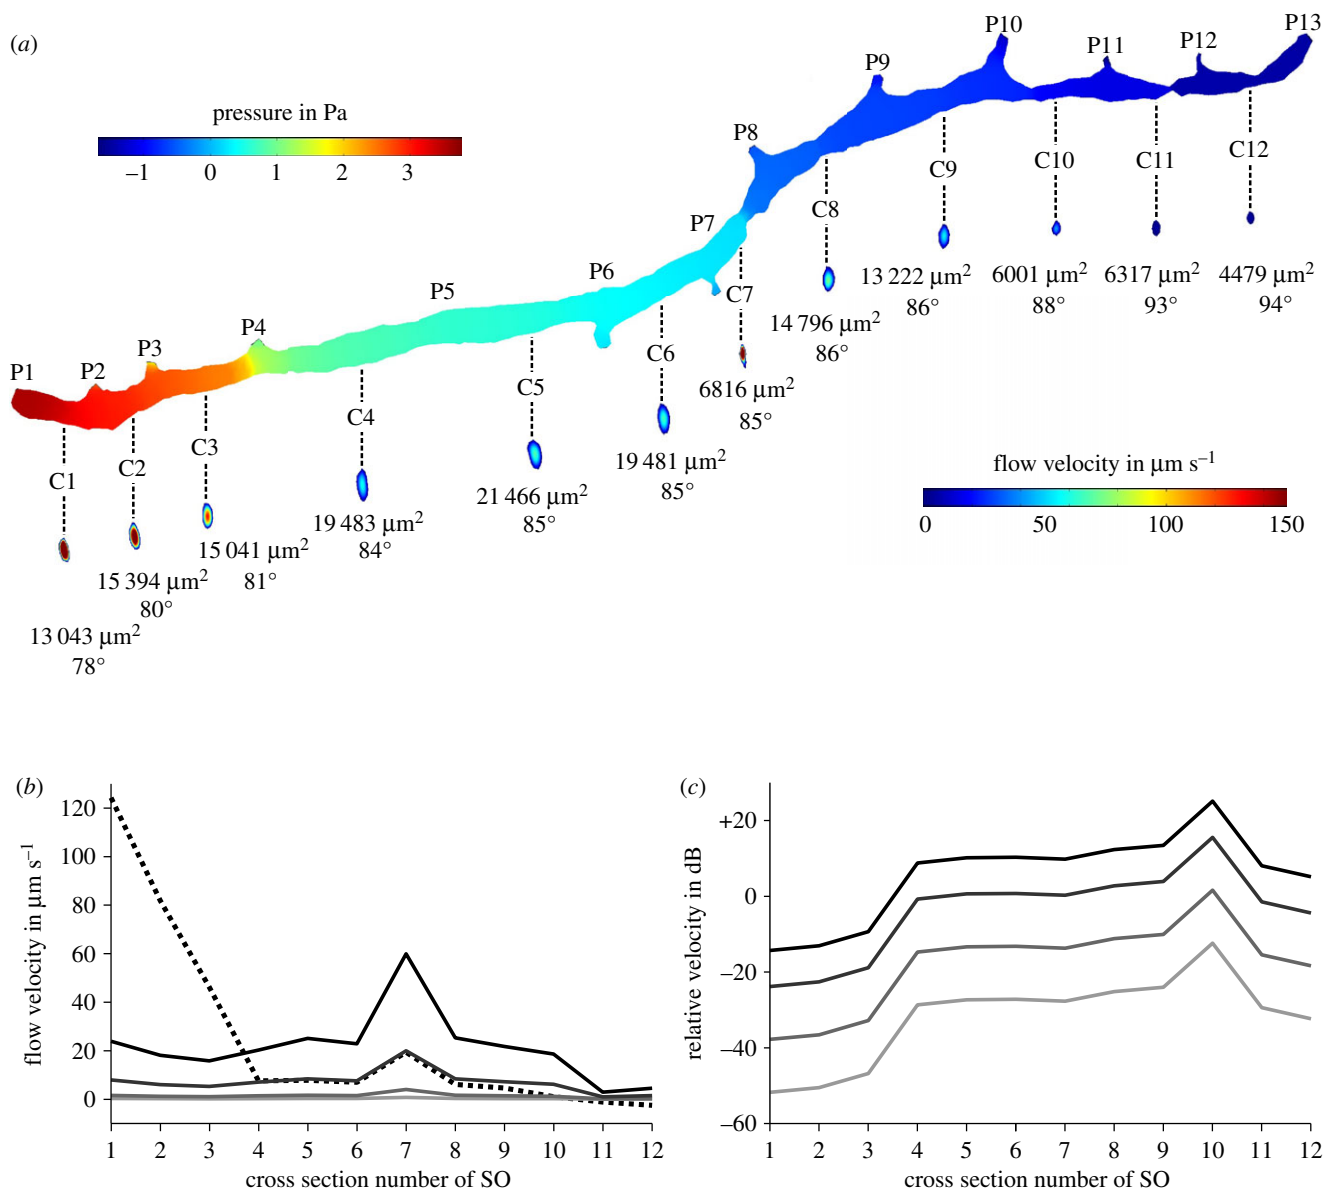 (a)
pressure in Pa
–1 0 1 2 3
P1
P2
P3
P4
P5
P6
P7
P8
P9
P10
P11
P12
P13
C1
C2
C3
C4
C5
C6
C7
C8
C9
C10
C11
C12
13 043 µm²
78°
15 394 µm²
80°
15 041 µm²
81°
19 483 µm²
84°
21 466 µm²
85°
19 481 µm²
85°
6816 µm²
85°
14 796 µm²
86°
13 222 µm²
86°
6001 µm²
88°
6317 µm²
93°
4479 µm²
94°
flow velocity in µm s⁻¹
0 50 100 150
(b)
flow velocity in µm s⁻¹
120
100
80
60
40
20
0
1 2 3 4 5 6 7 8 9 10 11 12
cross section number of SO
(c)
relative velocity in dB
+20
0
–20
–40
–60
1 2 3 4 5 6 7 8 9 10 11 12
cross section number of SO